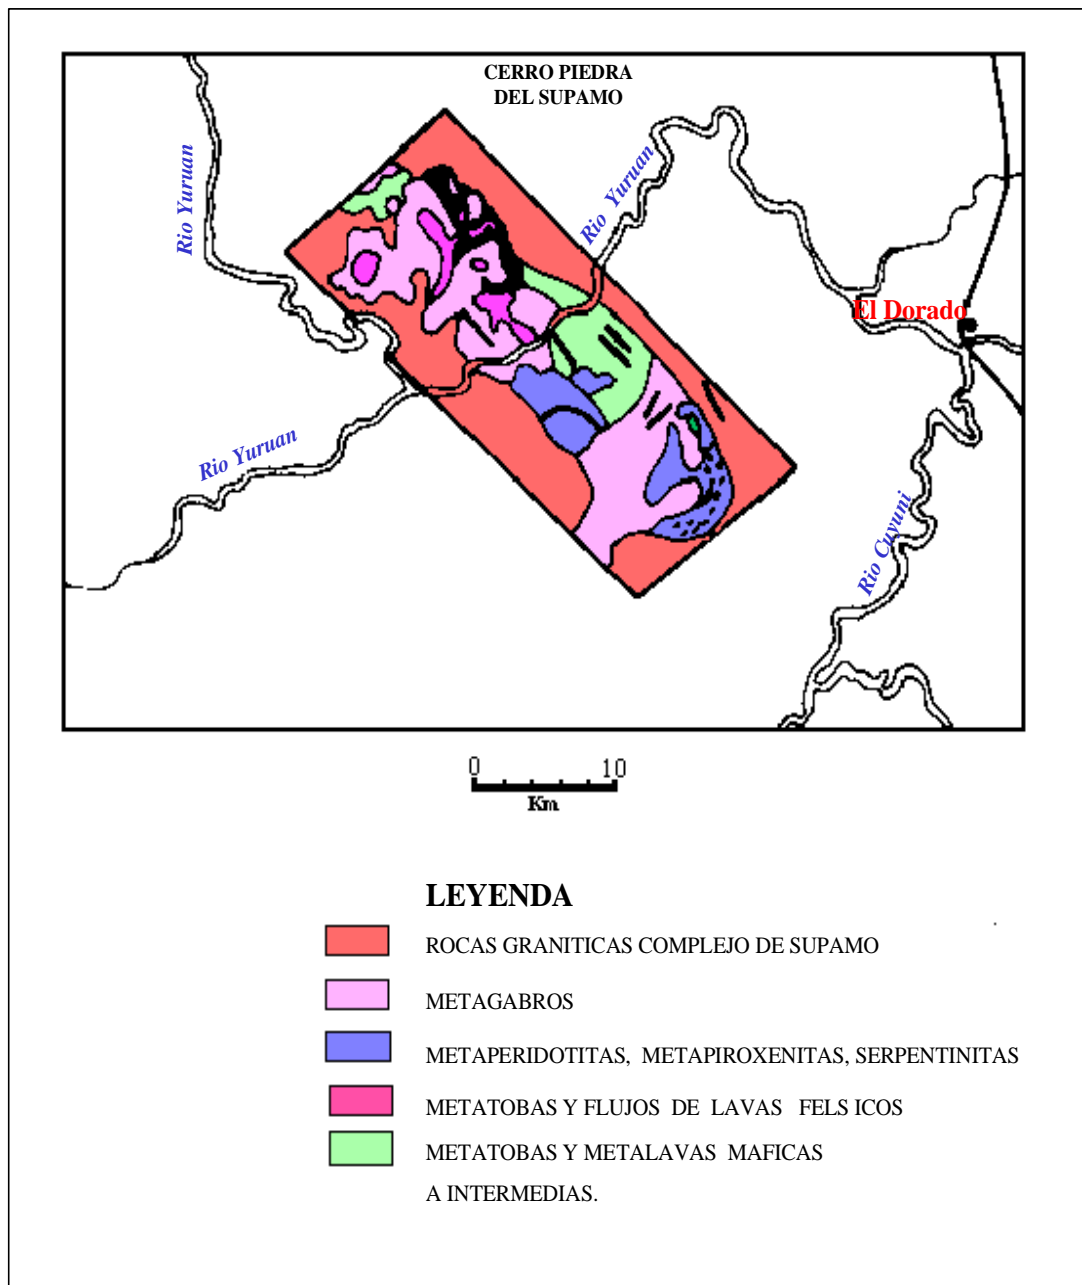 CERRO PIEDRA
DEL SUPAMO
Rio Yuruan
Rio Yuruan
El Dorado
Rio Yuruan
Rio Cuyuni
0 10
Km
LEYENDA
ROCAS GRANITICAS COMPLEJO DE SUPAMO
METAGABROS
METAPERIDOTITAS, METAPIROXENITAS, SERPENTINITAS
METATOBAS Y FLUJOS DE LAVAS FELS ICOS
METATOBAS Y METALAVAS MAFICAS
A INTERMEDIAS.